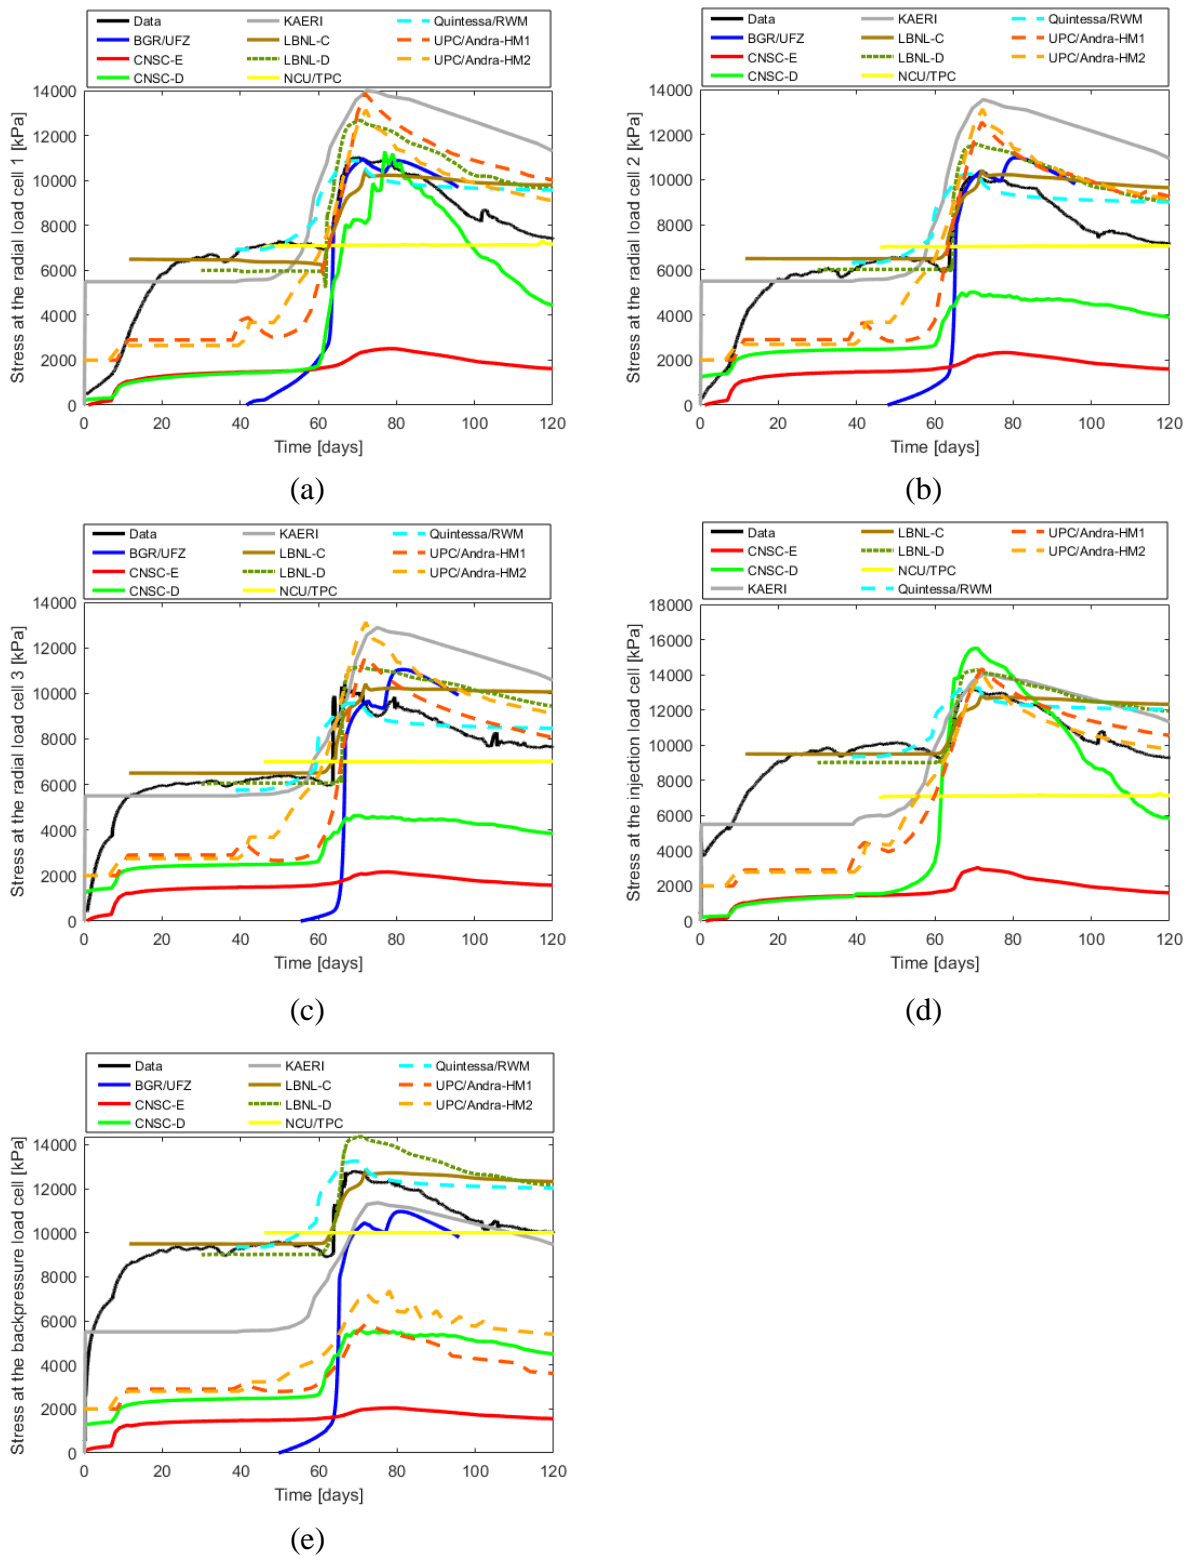 Data KAERI Quintessa/RWM
BGR/UFZ LBNL-C UPC/Andra-HM1
CNSC-E LBNL-D UPC/Andra-HM2
CNSC-D NCU/TPC
Stress at the radial load cell 1 [kPa]
14000
12000
10000
8000
6000
4000
2000
0
0 20 40 60 80 100 120
Time [days]
(a)
Data KAERI Quintessa/RWM
BGR/UFZ LBNL-C UPC/Andra-HM1
CNSC-E LBNL-D UPC/Andra-HM2
CNSC-D NCU/TPC
Stress at the radial load cell 2 [kPa]
14000
12000
10000
8000
6000
4000
2000
0
0 20 40 60 80 100 120
Time [days]
(b)
Data KAERI Quintessa/RWM
BGR/UFZ LBNL-C UPC/Andra-HM1
CNSC-E LBNL-D UPC/Andra-HM2
CNSC-D NCU/TPC
Stress at the radial load cell 3 [kPa]
14000
12000
10000
8000
6000
4000
2000
0
0 20 40 60 80 100 120
Time [days]
(c)
Data LBNL-C UPC/Andra-HM1
CNSC-E LBNL-D UPC/Andra-HM2
CNSC-D NCU/TPC
KAERI Quintessa/RWM
Stress at the injection load cell [kPa]
18000
16000
14000
12000
10000
8000
6000
4000
2000
0
0 20 40 60 80 100 120
Time [days]
(d)
Data KAERI Quintessa/RWM
BGR/UFZ LBNL-C UPC/Andra-HM1
CNSC-E LBNL-D UPC/Andra-HM2
CNSC-D NCU/TPC
Stress at the backpressure load cell [kPa]
14000
12000
10000
8000
6000
4000
2000
0
0 20 40 60 80 100 120
Time [days]
(e)